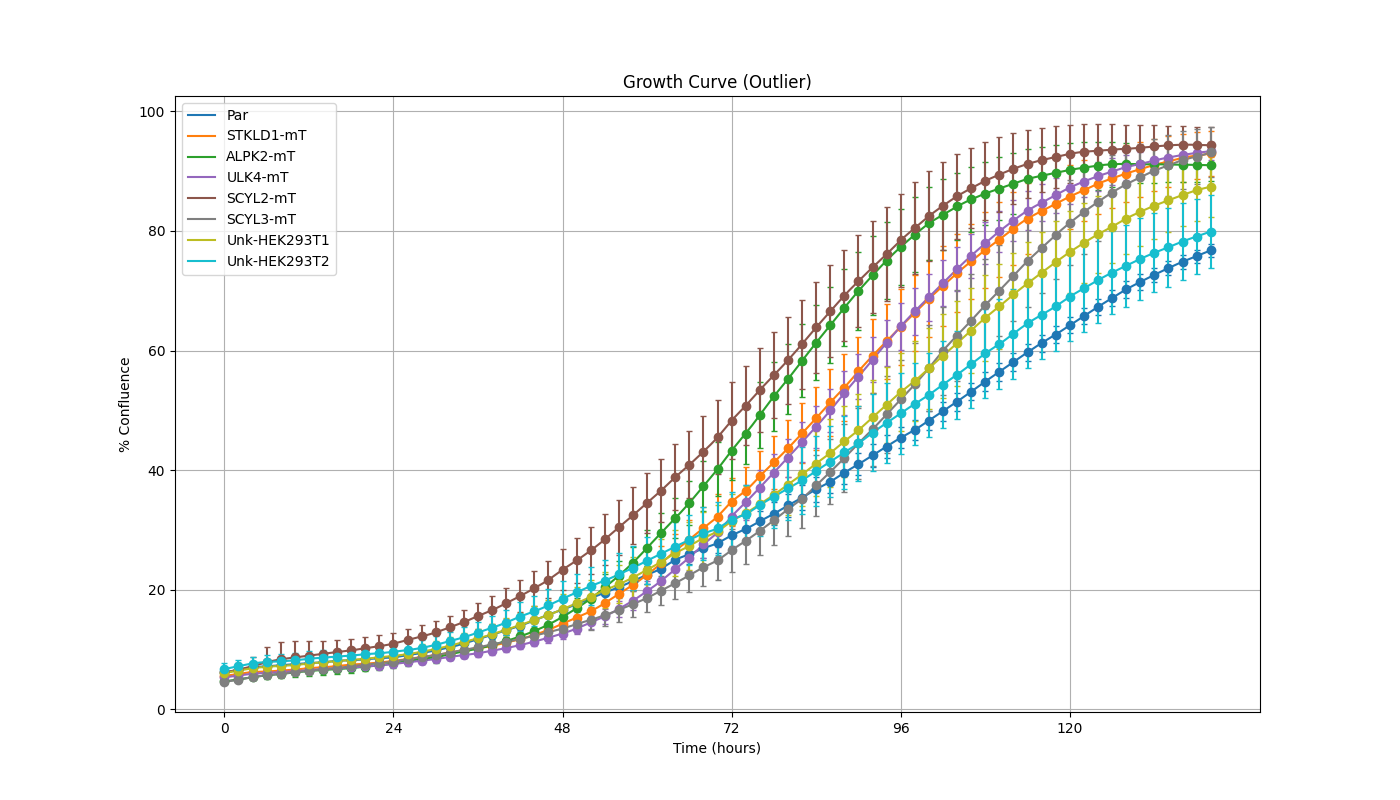 Growth Curve (Outlier)
100
80
60
40
20
0
% Confluence
Par
STKLD1-mT
ALPK2-mT
ULK4-mT
SCYL2-mT
SCYL3-mT
Unk-HEK293T1
Unk-HEK293T2
0 24 48 72 96 120
Time (hours)